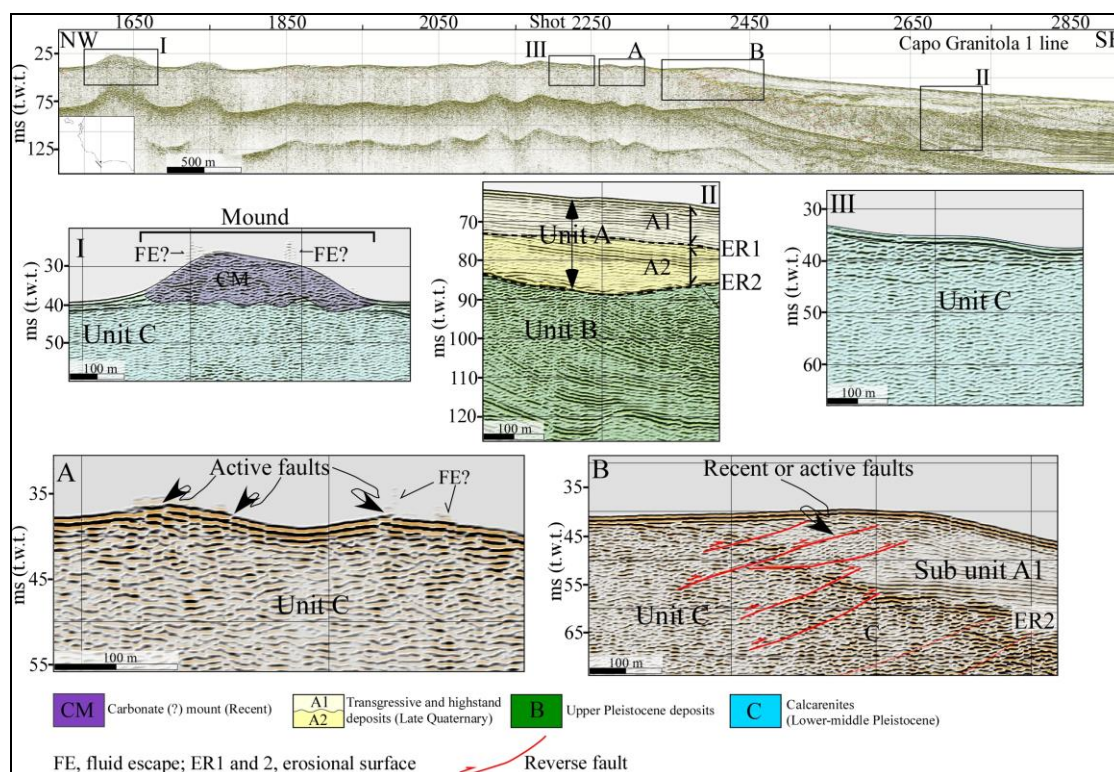 1650 1850 2050 Shot 2250 2450 2650 2850
NW I III A B II Capo Granitola 1 line
ms (t.w.t.)
25
75
125
500 m
Mound
I
FE? FE?
CM
Unit C
ms (t.w.t.)
30
40
50
100 m
II
ms (t.w.t.)
70
80
90
100
110
120
Unit A
A1
ER1
A2
ER2
Unit B
100 m
III
ms (t.w.t.)
30
40
50
60
Unit C
100 m
A
Active faults
FE?
ms (t.w.t.)
35
45
55
Unit C
100 m
B
Recent or active faults
ms (t.w.t.)
35
45
55
65
Sub unit A1
Unit C
C
ER2
100 m
CM Carbonate (?) mount (Recent)
A1 Transgressive and highstand
A2 deposits (Late Quaternary)
B Upper Pleistocene deposits
C Calcarenites
(Lower-middle Pleistocene)
FE, fluid escape; ER1 and 2, erosional surface
Reverse fault